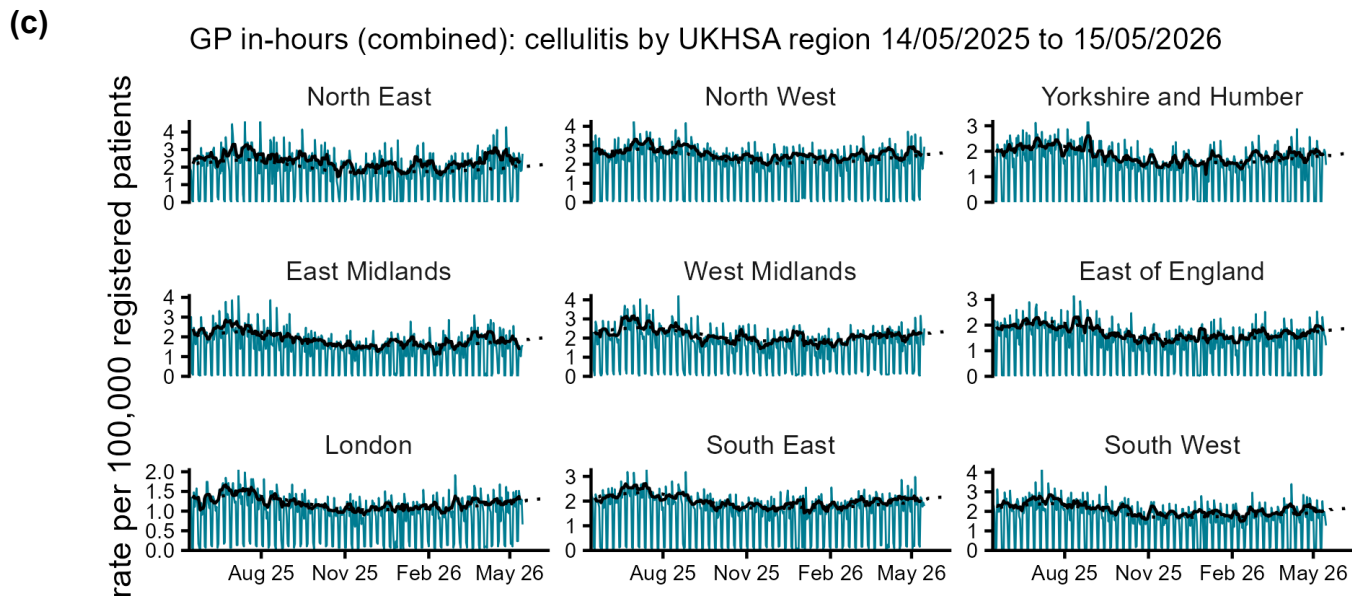 (c)
GP in-hours (combined): cellulitis by UKHSA region 14/05/2025 to 15/05/2026
rate per 100,000 registered patients
North East
4
3
2
1
0
North West
4
3
2
1
0
Yorkshire and Humber
3
2
1
0
East Midlands
4
3
2
1
0
West Midlands
4
3
2
1
0
East of England
3
2
1
0
London
2.0
1.5
1.0
0.5
0.0
Aug 25 Nov 25 Feb 26 May 26
South East
3
2
1
0
Aug 25 Nov 25 Feb 26 May 26
South West
4
3
2
1
0
Aug 25 Nov 25 Feb 26 May 26